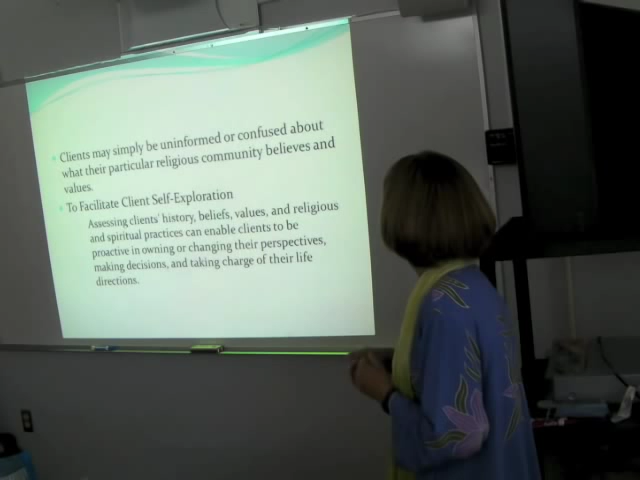 Clients may simply be uninformed or confused about
what their particular religious community believes and
values.
To Facilitate Client Self-Exploration
Assessing clients' history, beliefs, values, and religious
and spiritual practices can enable clients to be
proactive in owning or changing their perspectives,
making decisions, and taking charge of their life
directions.